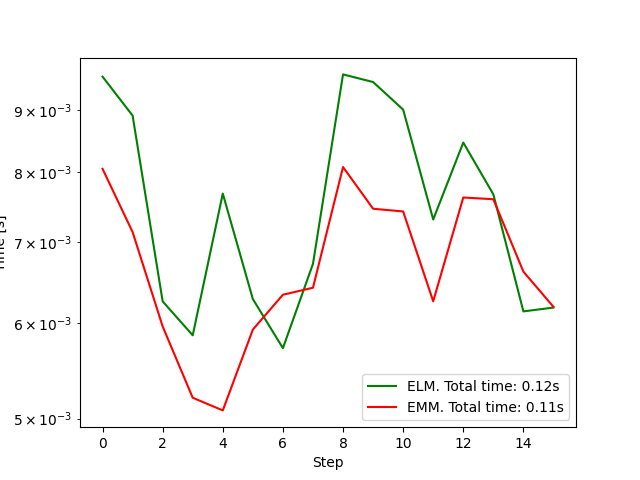 9 × 10⁻³
8 × 10⁻³
7 × 10⁻³
6 × 10⁻³
5 × 10⁻³
[s]
0 2 4 6 8 10 12 14
Step
ELM. Total time: 0.12s
EMM. Total time: 0.11s